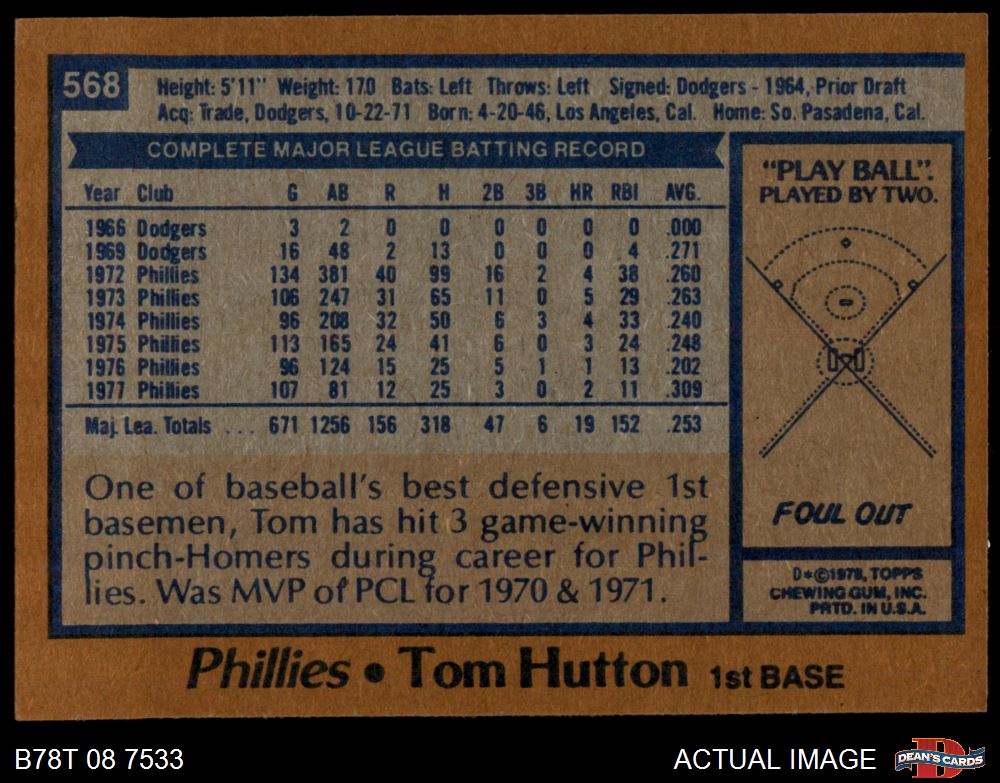 568
Height: 5'11" Weight: 170 Bats: Left Throws: Left Signed: Dodgers - 1964, Prior Draft
Acq: Trade, Dodgers, 10-22-71 Born: 4-20-46, Los Angeles, Cal. Home: So. Pasadena, Cal.
COMPLETE MAJOR LEAGUE BATTING RECORD
Year Club G AB R H 2B 3B HR RBI AVG.
1966 Dodgers 3 2 0 0 0 0 0 0 .000
1969 Dodgers 16 48 2 13 0 0 0 4 .271
1972 Phillies 134 381 40 99 16 2 4 38 .260
1973 Phillies 106 247 31 65 11 0 5 29 .263
1974 Phillies 96 208 32 50 6 3 4 33 .240
1975 Phillies 113 165 24 41 6 0 3 24 .248
1976 Phillies 96 124 15 25 5 1 1 13 .202
1977 Phillies 107 81 12 25 3 0 2 11 .309
Maj. Lea. Totals ... 671 1256 156 318 47 6 19 152 .253
One of baseball's best defensive 1st
basemen, Tom has hit 3 game-winning
pinch-Homers during career for Phil-
lies. Was MVP of PCL for 1970 & 1971.
"PLAY BALL".
PLAYED BY TWO.
FOUL OUT
D*©1978, TOPPS
CHEWING GUM, INC.
PRTD. IN U.S.A.
Phillies • Tom Hutton 1st BASE
B78T 08 7533
ACTUAL IMAGE
D
DEAN'S CARDS